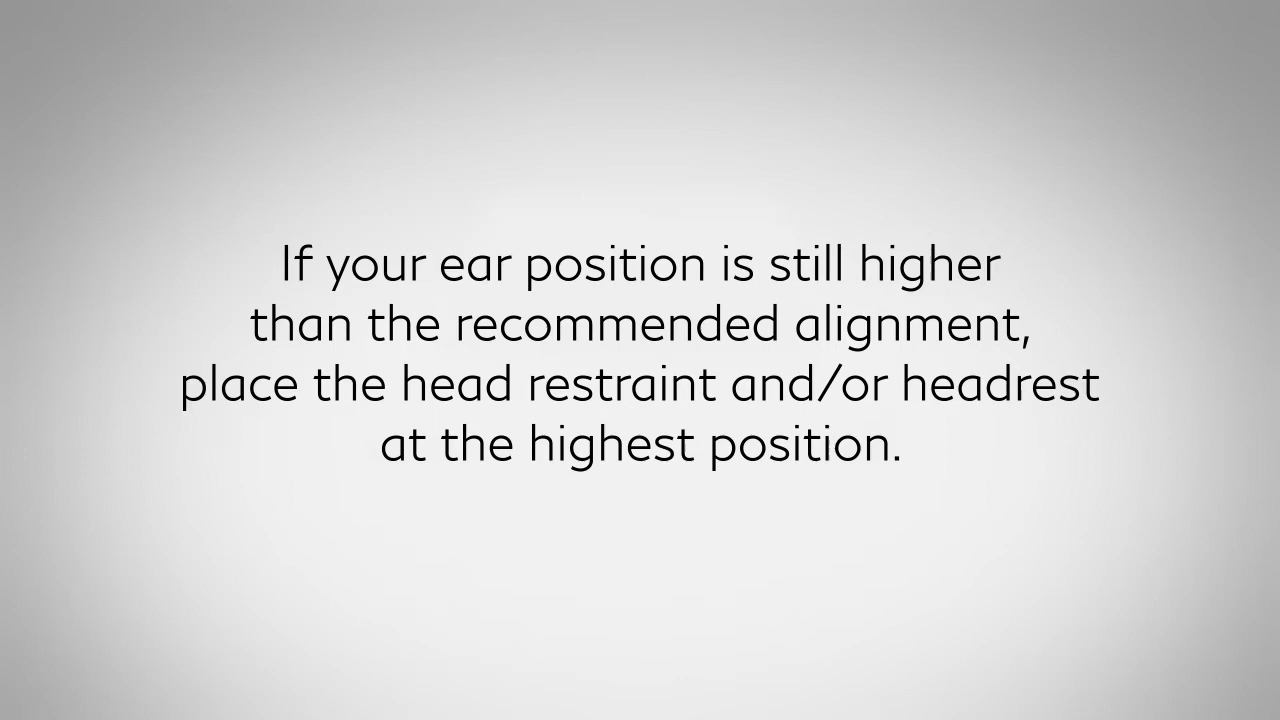 If your ear position is still higher
than the recommended alignment,
place the head restraint and/or headrest
at the highest position.